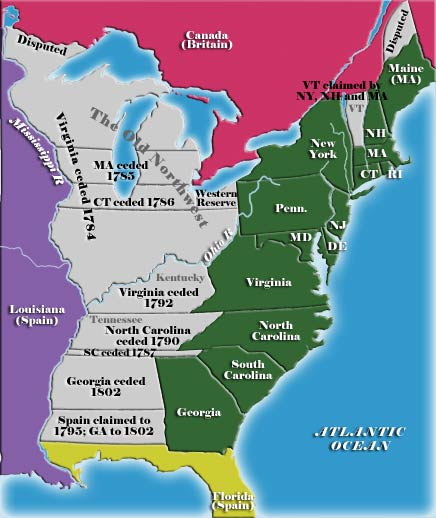 Disputed
Canada
(Britain)
Disputed
Maine
(MA)
VT claimed by
NY, NH and MA
VT
The Old Northwest
Mississippi R
Virginia ceded 1784
MA ceded
1785
New
York
NH
MA
CT
RI
CT ceded 1786
Western
Reserve
Penn.
NJ
MD
DE
Ohio R
Kentucky
Virginia ceded
1792
Virginia
Louisiana
(Spain)
Tennessee
North Carolina
ceded 1790
North
Carolina
SC ceded 1787
South
Carolina
Georgia ceded
1802
Georgia
Spain claimed to
1795; GA to 1802
ATLANTIC
OCEAN
Florida
(Spain)